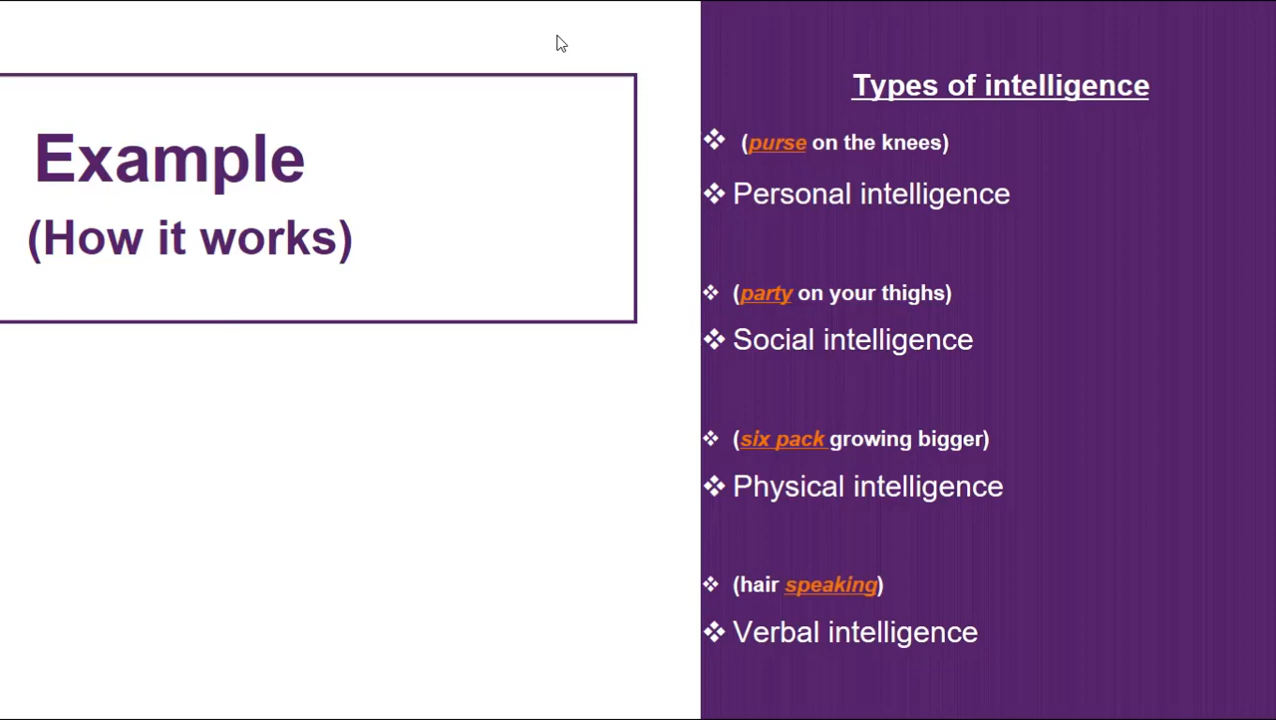 Example
(How it works)
Types of intelligence
❖ (purse on the knees)
❖ Personal intelligence
❖ (party on your thighs)
❖ Social intelligence
❖ (six pack growing bigger)
❖ Physical intelligence
❖ (hair speaking)
❖ Verbal intelligence